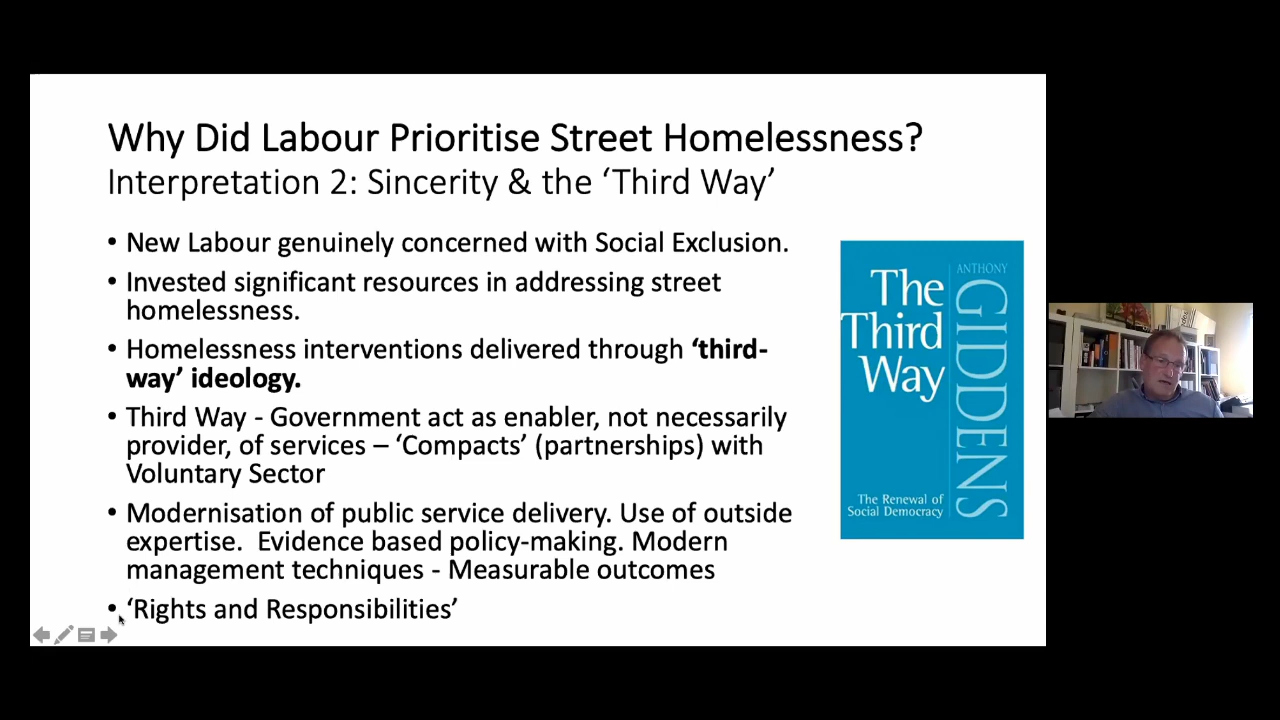 Why Did Labour Prioritise Street Homelessness?
Interpretation 2: Sincerity & the ‘Third Way’
• New Labour genuinely concerned with Social Exclusion.
• Invested significant resources in addressing street
homelessness.
• Homelessness interventions delivered through ‘third-
way’ ideology.
• Third Way - Government act as enabler, not necessarily
provider, of services – ‘Compacts’ (partnerships) with
Voluntary Sector
• Modernisation of public service delivery. Use of outside
expertise.  Evidence based policy-making. Modern
management techniques - Measurable outcomes
• ‘Rights and Responsibilities’
The
Third
Way
ANTHONY
GIDDENS
The Renewal of
Social Democracy